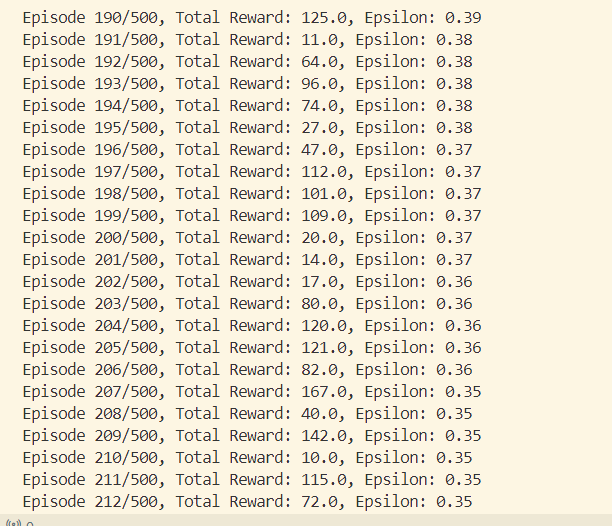 Episode 190/500, Total Reward: 125.0, Epsilon: 0.39
Episode 191/500, Total Reward: 11.0, Epsilon: 0.38
Episode 192/500, Total Reward: 64.0, Epsilon: 0.38
Episode 193/500, Total Reward: 96.0, Epsilon: 0.38
Episode 194/500, Total Reward: 74.0, Epsilon: 0.38
Episode 195/500, Total Reward: 27.0, Epsilon: 0.38
Episode 196/500, Total Reward: 47.0, Epsilon: 0.37
Episode 197/500, Total Reward: 112.0, Epsilon: 0.37
Episode 198/500, Total Reward: 101.0, Epsilon: 0.37
Episode 199/500, Total Reward: 109.0, Epsilon: 0.37
Episode 200/500, Total Reward: 20.0, Epsilon: 0.37
Episode 201/500, Total Reward: 14.0, Epsilon: 0.37
Episode 202/500, Total Reward: 17.0, Epsilon: 0.36
Episode 203/500, Total Reward: 80.0, Epsilon: 0.36
Episode 204/500, Total Reward: 120.0, Epsilon: 0.36
Episode 205/500, Total Reward: 121.0, Epsilon: 0.36
Episode 206/500, Total Reward: 82.0, Epsilon: 0.36
Episode 207/500, Total Reward: 167.0, Epsilon: 0.35
Episode 208/500, Total Reward: 40.0, Epsilon: 0.35
Episode 209/500, Total Reward: 142.0, Epsilon: 0.35
Episode 210/500, Total Reward: 10.0, Epsilon: 0.35
Episode 211/500, Total Reward: 115.0, Epsilon: 0.35
Episode 212/500, Total Reward: 72.0, Epsilon: 0.35